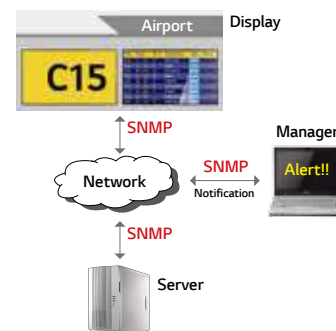 Airport
Display
C15
SNMP
Manager
Network
SNMP
Alert!!
Notification
SNMP
Server